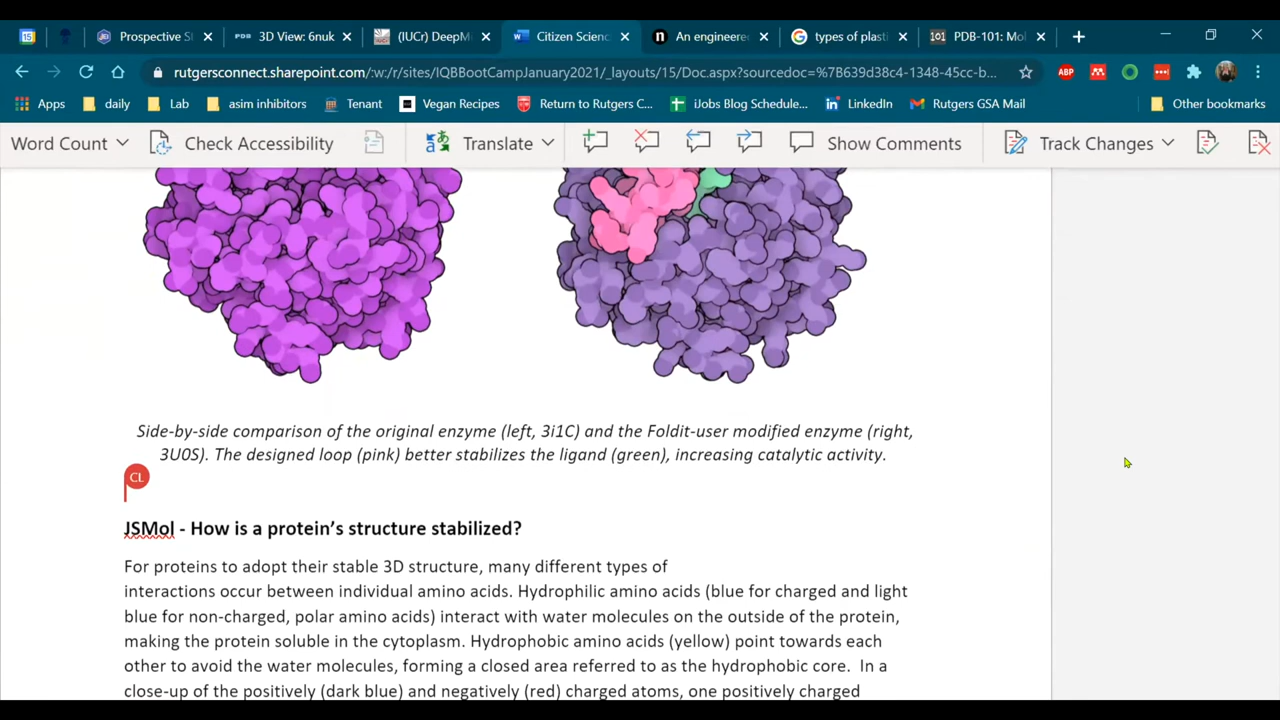 15
Prospective S
PDB
3D View: 6nuk
(IUCr) DeepM
Citizen Scienc
n
An engineere
types of plasti
101
PDB-101: Mol
rutgersconnect.sharepoint.com/:w:/r/sites/IQBBootCampJanuary2021/_layouts/15/Doc.aspx?sourcedoc=%7B639d38c4-1348-45cc-b...
ABP
Apps
daily
Lab
asim inhibitors
Tenant
Vegan Recipes
Return to Rutgers C...
iJobs Blog Schedule...
LinkedIn
Rutgers GSA Mail
Other bookmarks
Word Count
Check Accessibility
Translate
Show Comments
Track Changes
Side-by-side comparison of the original enzyme (left, 3i1C) and the Foldit-user modified enzyme (right,
3U0S). The designed loop (pink) better stabilizes the ligand (green), increasing catalytic activity.
CL
JSMol - How is a protein’s structure stabilized?
For proteins to adopt their stable 3D structure, many different types of
interactions occur between individual amino acids. Hydrophilic amino acids (blue for charged and light
blue for non-charged, polar amino acids) interact with water molecules on the outside of the protein,
making the protein soluble in the cytoplasm. Hydrophobic amino acids (yellow) point towards each
other to avoid the water molecules, forming a closed area referred to as the hydrophobic core. In a
close-up of the positively (dark blue) and negatively (red) charged atoms, one positively charged